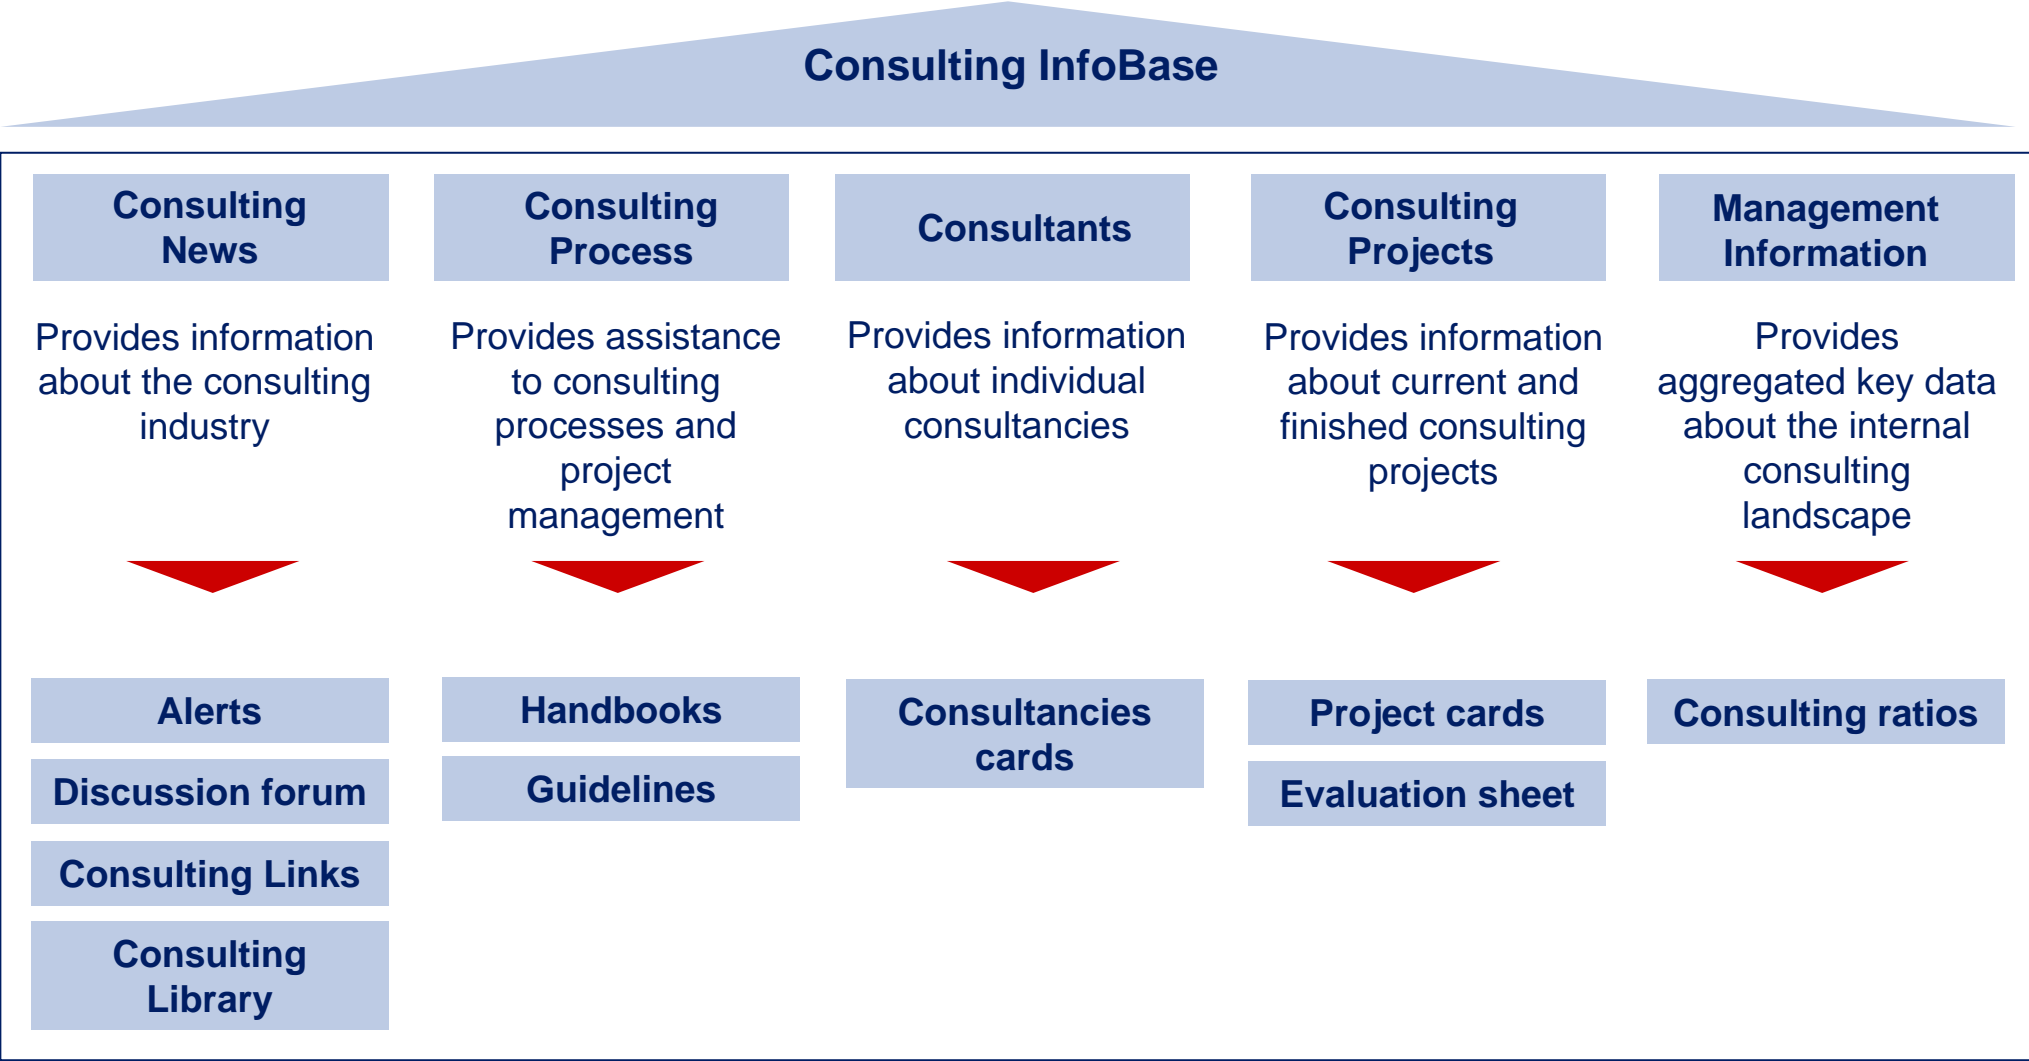 Consulting InfoBase
Consulting
News
Consulting
Process
Consultants
Consulting
Projects
Management
Information
Provides information
about the consulting
industry
Provides assistance
to consulting
processes and
project
management
Provides information
about individual
consultancies
Provides information
about current and
finished consulting
projects
Provides
aggregated key data
about the internal
consulting
landscape
Alerts
Discussion forum
Consulting Links
Consulting
Library
Handbooks
Guidelines
Consultancies
cards
Project cards
Evaluation sheet
Consulting ratios